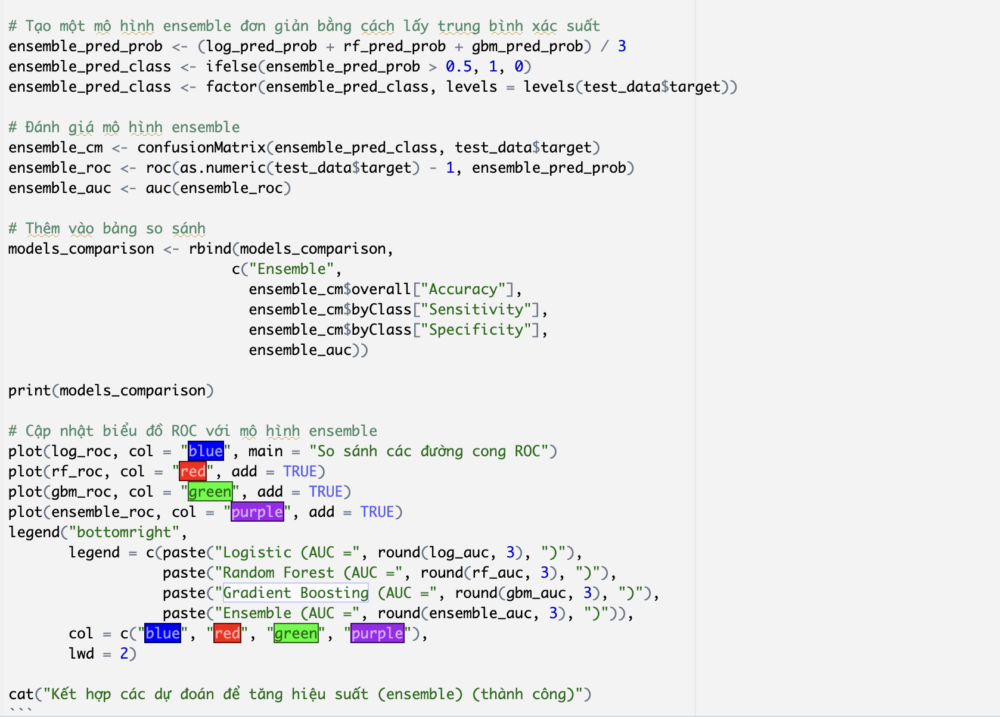 # Tạo một mô hình ensemble đơn giản bằng cách lấy trung bình xác suất
ensemble_pred_prob <- (log_pred_prob + rf_pred_prob + gbm_pred_prob) / 3
ensemble_pred_class <- ifelse(ensemble_pred_prob > 0.5, 1, 0)
ensemble_pred_class <- factor(ensemble_pred_class, levels = levels(test_data$target))

# Đánh giá mô hình ensemble
ensemble_cm <- confusionMatrix(ensemble_pred_class, test_data$target)
ensemble_roc <- roc(as.numeric(test_data$target) - 1, ensemble_pred_prob)
ensemble_auc <- auc(ensemble_roc)

# Thêm vào bảng so sánh
models_comparison <- rbind(models_comparison,
                          c("Ensemble",
                            ensemble_cm$overall["Accuracy"],
                            ensemble_cm$byClass["Sensitivity"],
                            ensemble_cm$byClass["Specificity"],
                            ensemble_auc))

print(models_comparison)

# Cập nhật biểu đồ ROC với mô hình ensemble
plot(log_roc, col = "blue", main = "So sánh các đường cong ROC")
plot(rf_roc, col = "red", add = TRUE)
plot(gbm_roc, col = "green", add = TRUE)
plot(ensemble_roc, col = "purple", add = TRUE)
legend("bottomright",
       legend = c(paste("Logistic (AUC =", round(log_auc, 3), ")"),
                  paste("Random Forest (AUC =", round(rf_auc, 3), ")"),
                  paste("Gradient Boosting (AUC =", round(gbm_auc, 3), ")"),
                  paste("Ensemble (AUC =", round(ensemble_auc, 3), ")")),
       col = c("blue", "red", "green", "purple"),
       lwd = 2)

cat("Kết hợp các dự đoán để tăng hiệu suất (ensemble) (thành công)")
```